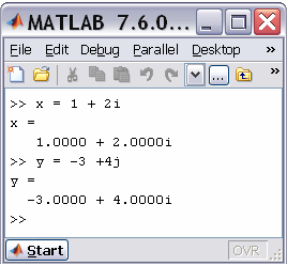 MATLAB 7.6.0...
File Edit Debug Parallel Desktop »
... »
>> x = 1 + 2i
x =
1.0000 + 2.0000i
>> y = -3 +4j
y =
-3.0000 + 4.0000i
>>
Start OVR